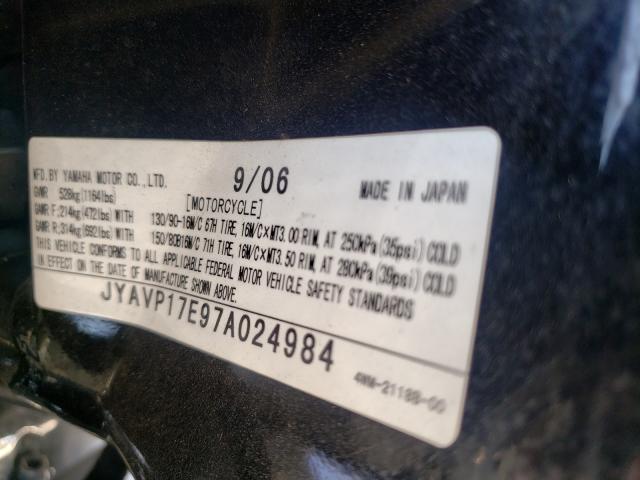 MFD.BY YAMAHA MOTOR CO.,LTD. 9/06 MADE IN JAPAN
GVWR 528kg(1164lbs) [MOTORCYCLE]
GAWR F:214kg(472lbs)WITH 130/90-16M/C 67H TIRE, 16M/C×MT3.00 RIM, AT 250kPa(35psi)COLD
GAWR R:314kg(692lbs)WITH 150/80B16M/C 71H TIRE, 16M/C×MT3.50 RIM, AT 280kPa(39psi)COLD
THIS VEHICLE CONFORMS TO ALL APPLICABLE FEDERAL MOTOR VEHICLE SAFETY STANDARDS
IN EFFECT ON THE DATE OF MANUFACTURE SHOWN ABOVE.
JYAVP17E97A024984
4WM-2118B-00